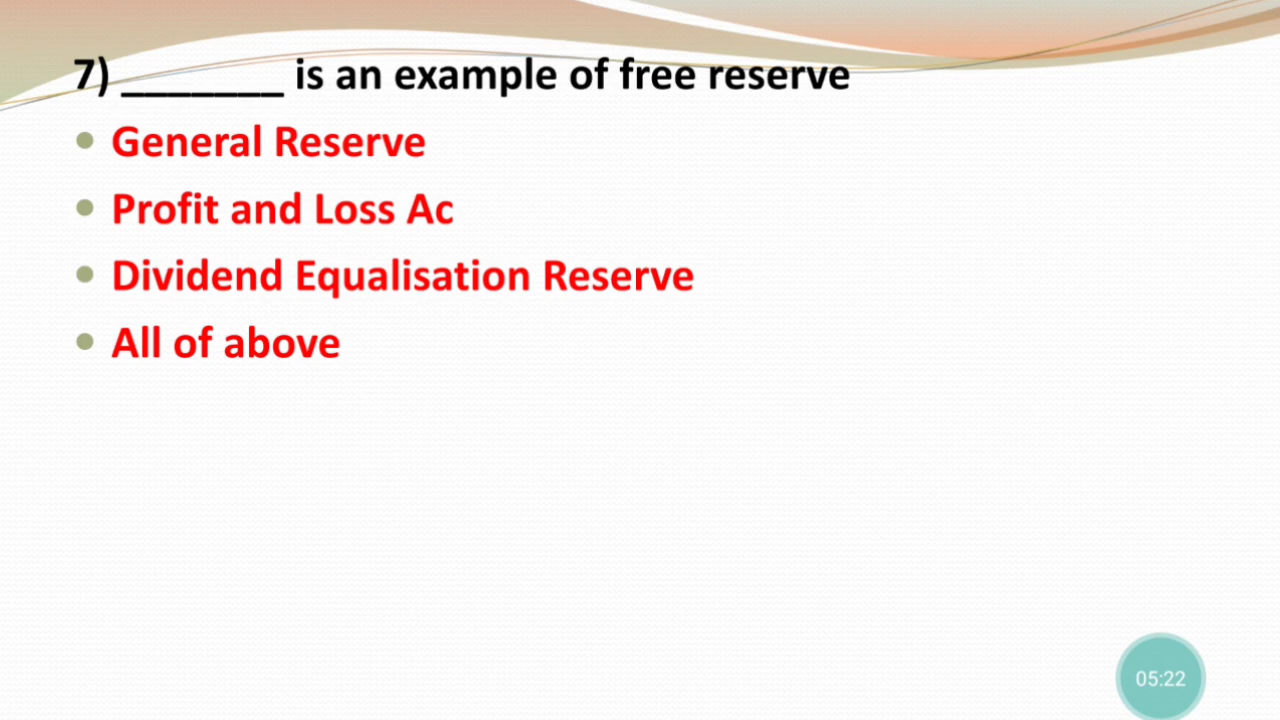 7) _______ is an example of free reserve
• General Reserve
• Profit and Loss Ac
• Dividend Equalisation Reserve
• All of above
05:22